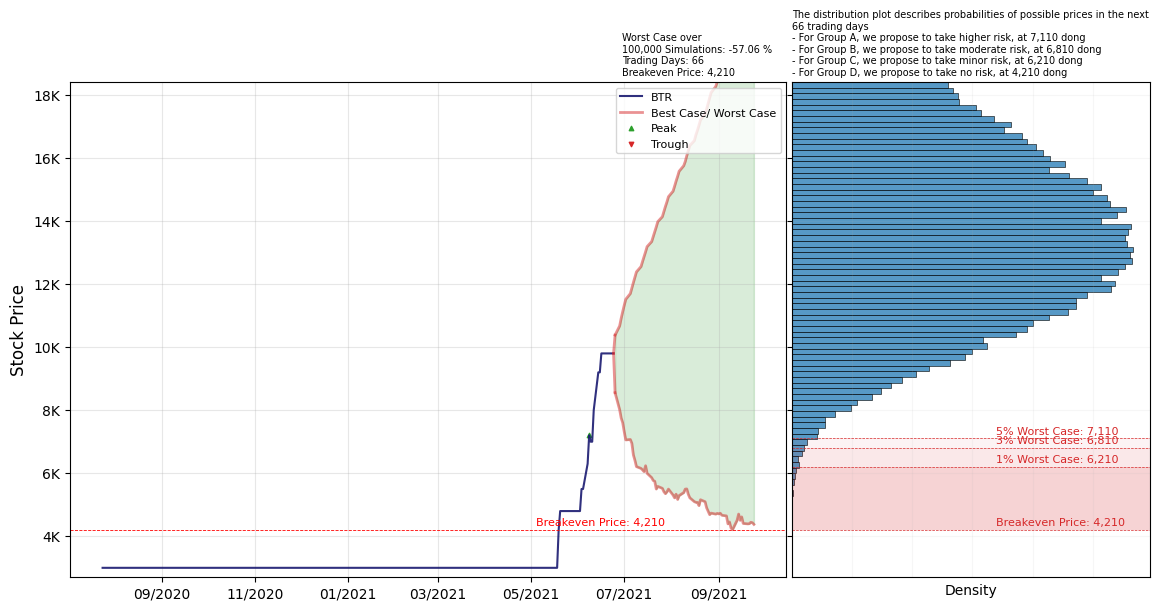 Worst Case over
100,000 Simulations: -57.06 %
Trading Days: 66
Breakeven Price: 4,210
The distribution plot describes probabilities of possible prices in the next
66 trading days
- For Group A, we propose to take higher risk, at 7,110 dong
- For Group B, we propose to take moderate risk, at 6,810 dong
- For Group C, we propose to take minor risk, at 6,210 dong
- For Group D, we propose to take no risk, at 4,210 dong
BTR
Best Case/ Worst Case
Peak
Trough
Stock Price
18K
16K
14K
12K
10K
8K
6K
4K
Breakeven Price: 4,210
09/2020
11/2020
01/2021
03/2021
05/2021
07/2021
09/2021
5% Worst Case: 7,110
3% Worst Case: 6,810
1% Worst Case: 6,210
Breakeven Price: 4,210
Density